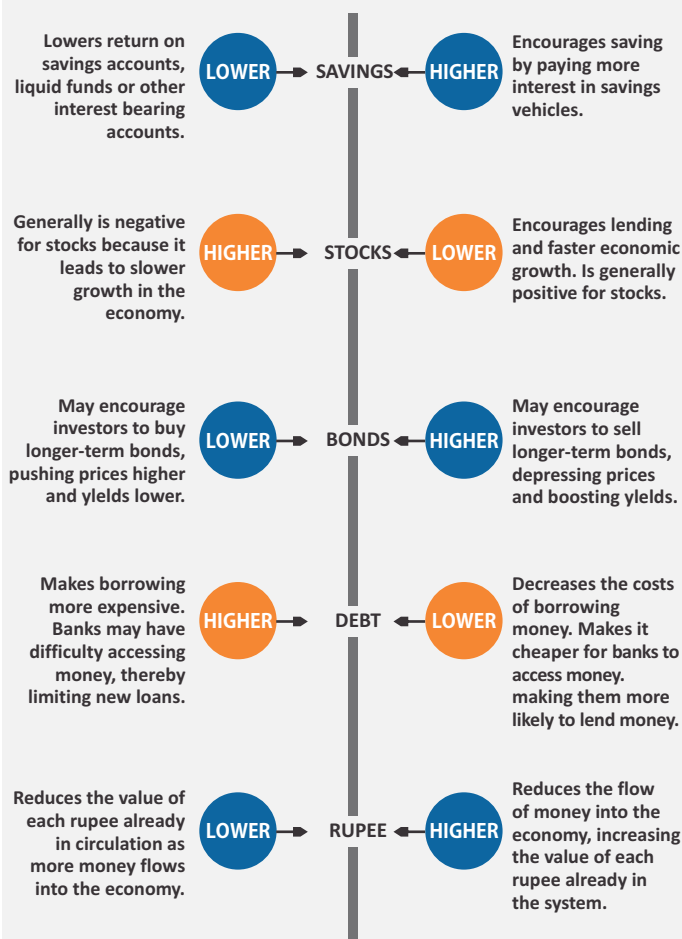 Lowers return on
savings accounts,
liquid funds or other
interest bearing
accounts.
LOWER
SAVINGS
HIGHER
Encourages saving
by paying more
interest in savings
vehicles.
Generally is negative
for stocks because it
leads to slower
growth in the
economy.
HIGHER
STOCKS
LOWER
Encourages lending
and faster economic
growth. Is generally
positive for stocks.
May encourage
investors to buy
longer-term bonds,
pushing prices higher
and ylelds lower.
LOWER
BONDS
HIGHER
May encourage
investors to sell
longer-term bonds,
depressing prices
and boosting ylelds.
Makes borrowing
more expensive.
Banks may have
difficulty accessing
money, thereby
limiting new loans.
HIGHER
DEBT
LOWER
Decreases the costs
of borrowing
money. Makes it
cheaper for banks to
access money.
making them more
likely to lend money.
Reduces the value of
each rupee already
in circulation as
more money flows
into the economy.
LOWER
RUPEE
HIGHER
Reduces the flow
of money into the
economy, increasing
the value of each
rupee already in
the system.